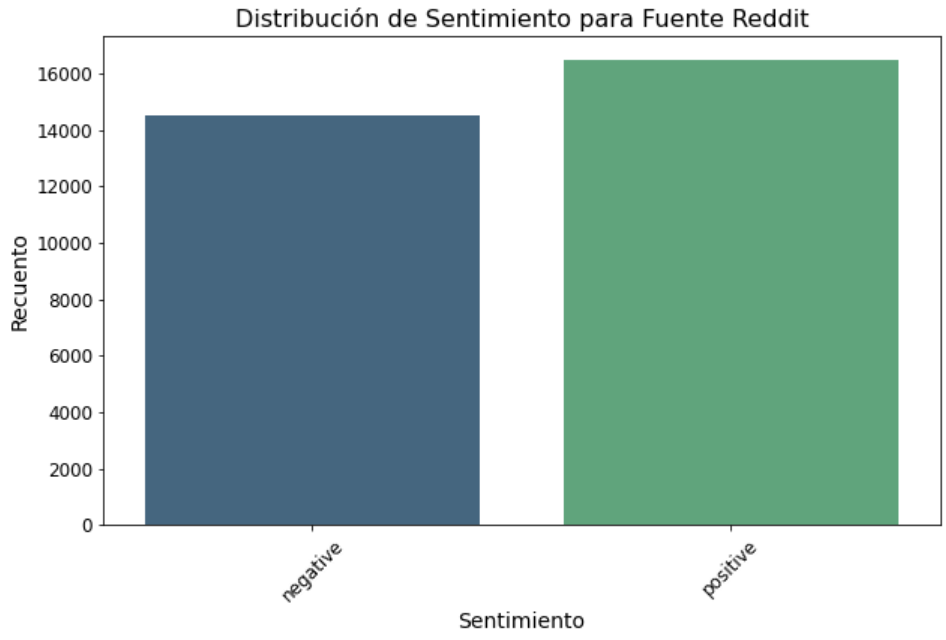 Distribución de Sentimiento para Fuente Reddit
Recuento
16000
14000
12000
10000
8000
6000
4000
2000
0
negative
positive
Sentimiento